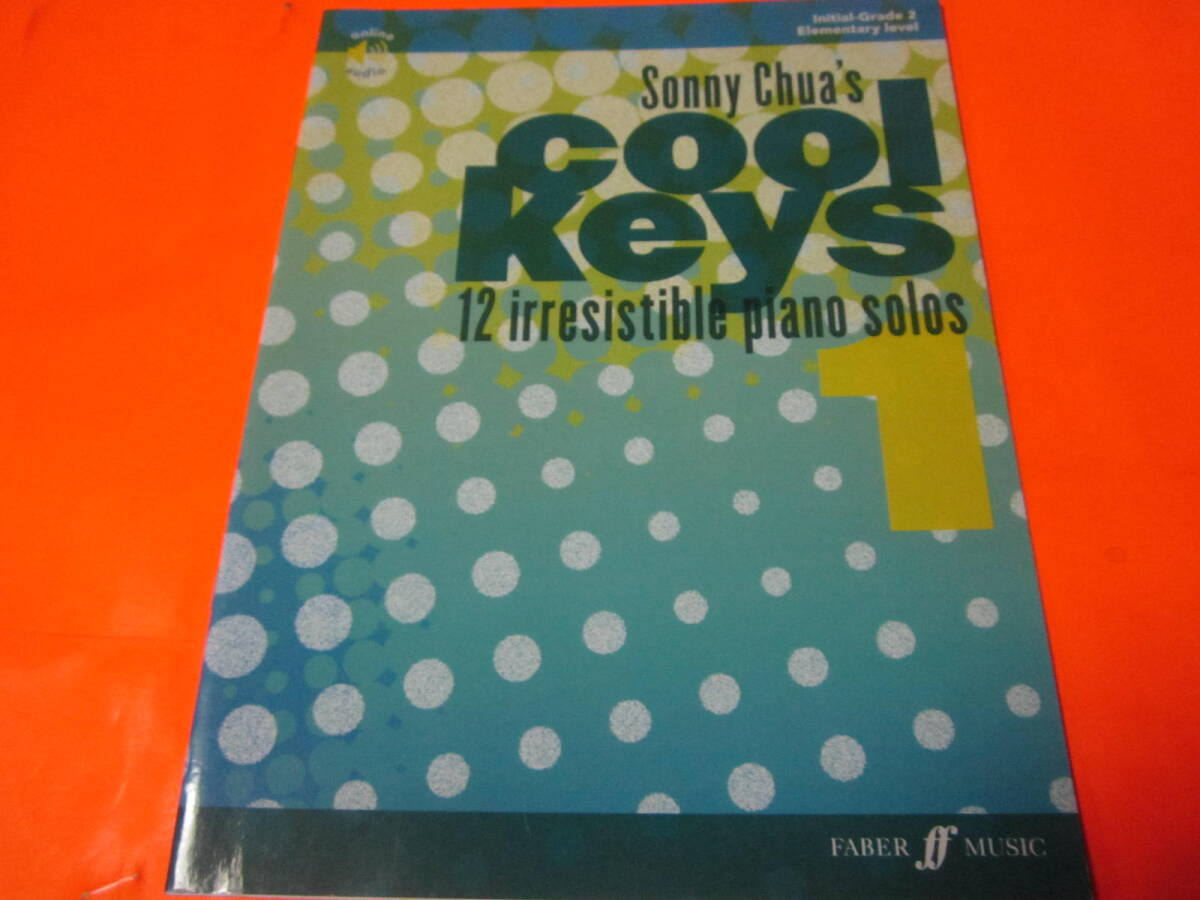 Initial-Grade 2
Elementary level
online
audio
Sonny Chua's
cool
keys
12 irresistible piano solos
1
FABER ff MUSIC